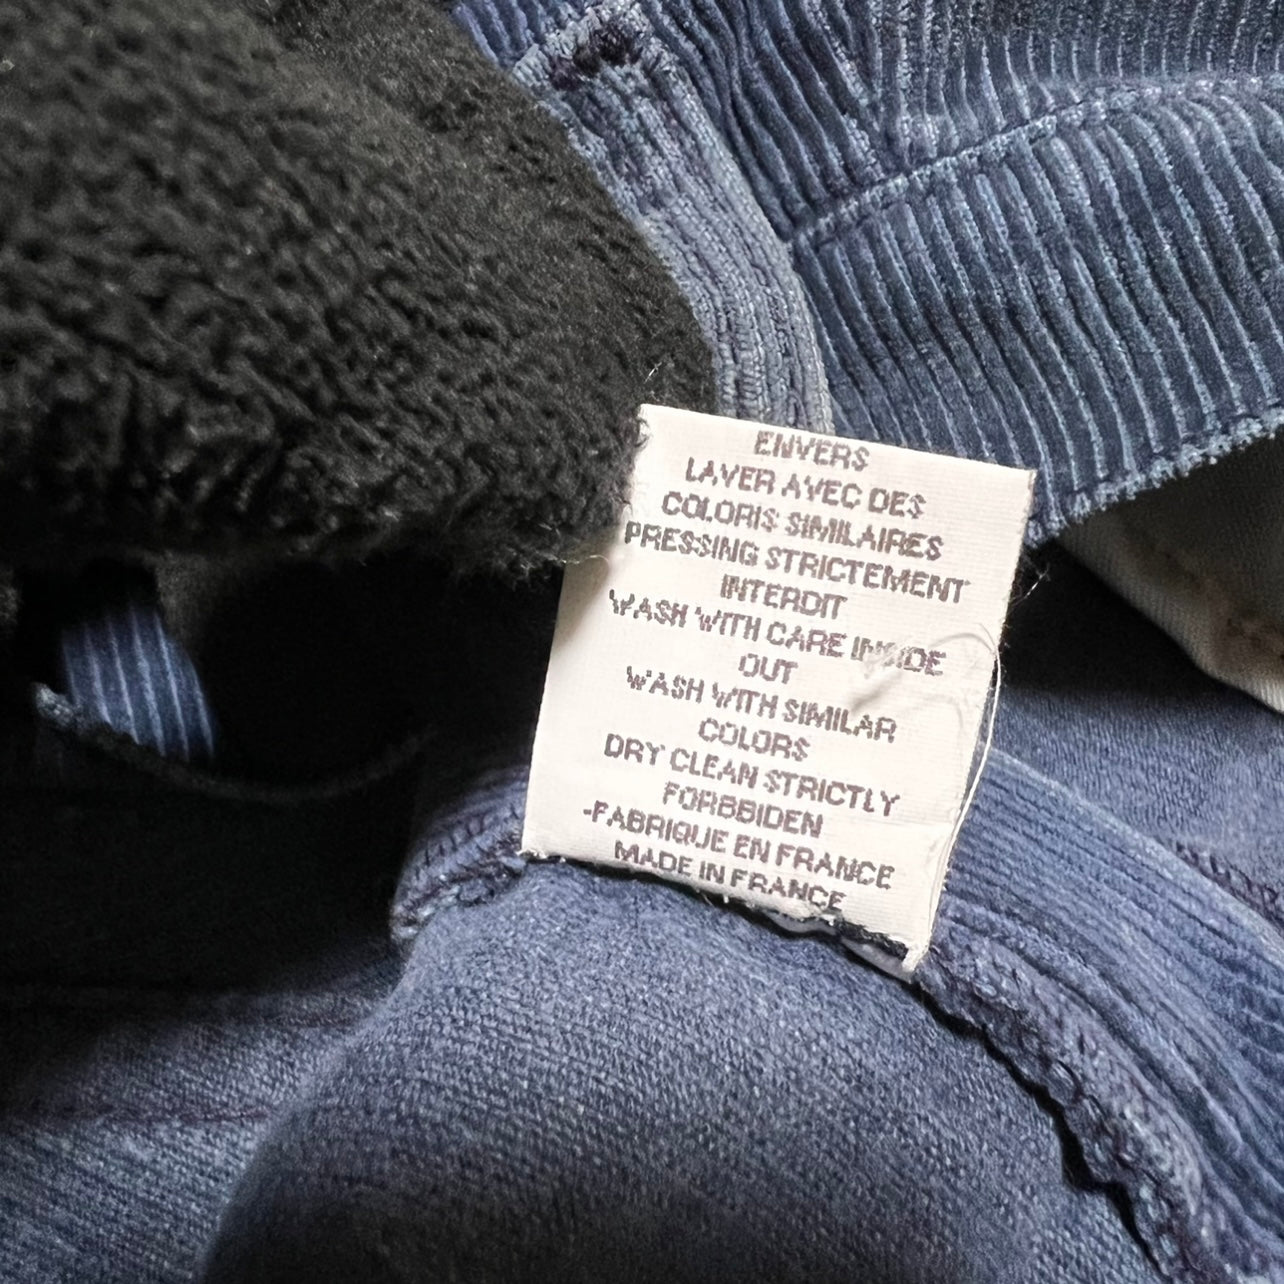 ENVERS
LAVER AVEC DES
COLORIS SIMILAIRES
PRESSING STRICTEMENT
INTERDIT
WASH WITH CARE INSIDE
OUT
WASH WITH SIMILAR
COLORS
DRY CLEAN STRICTLY
FORBBIDEN
-FABRIQUE EN FRANCE
MADE IN FRANCE